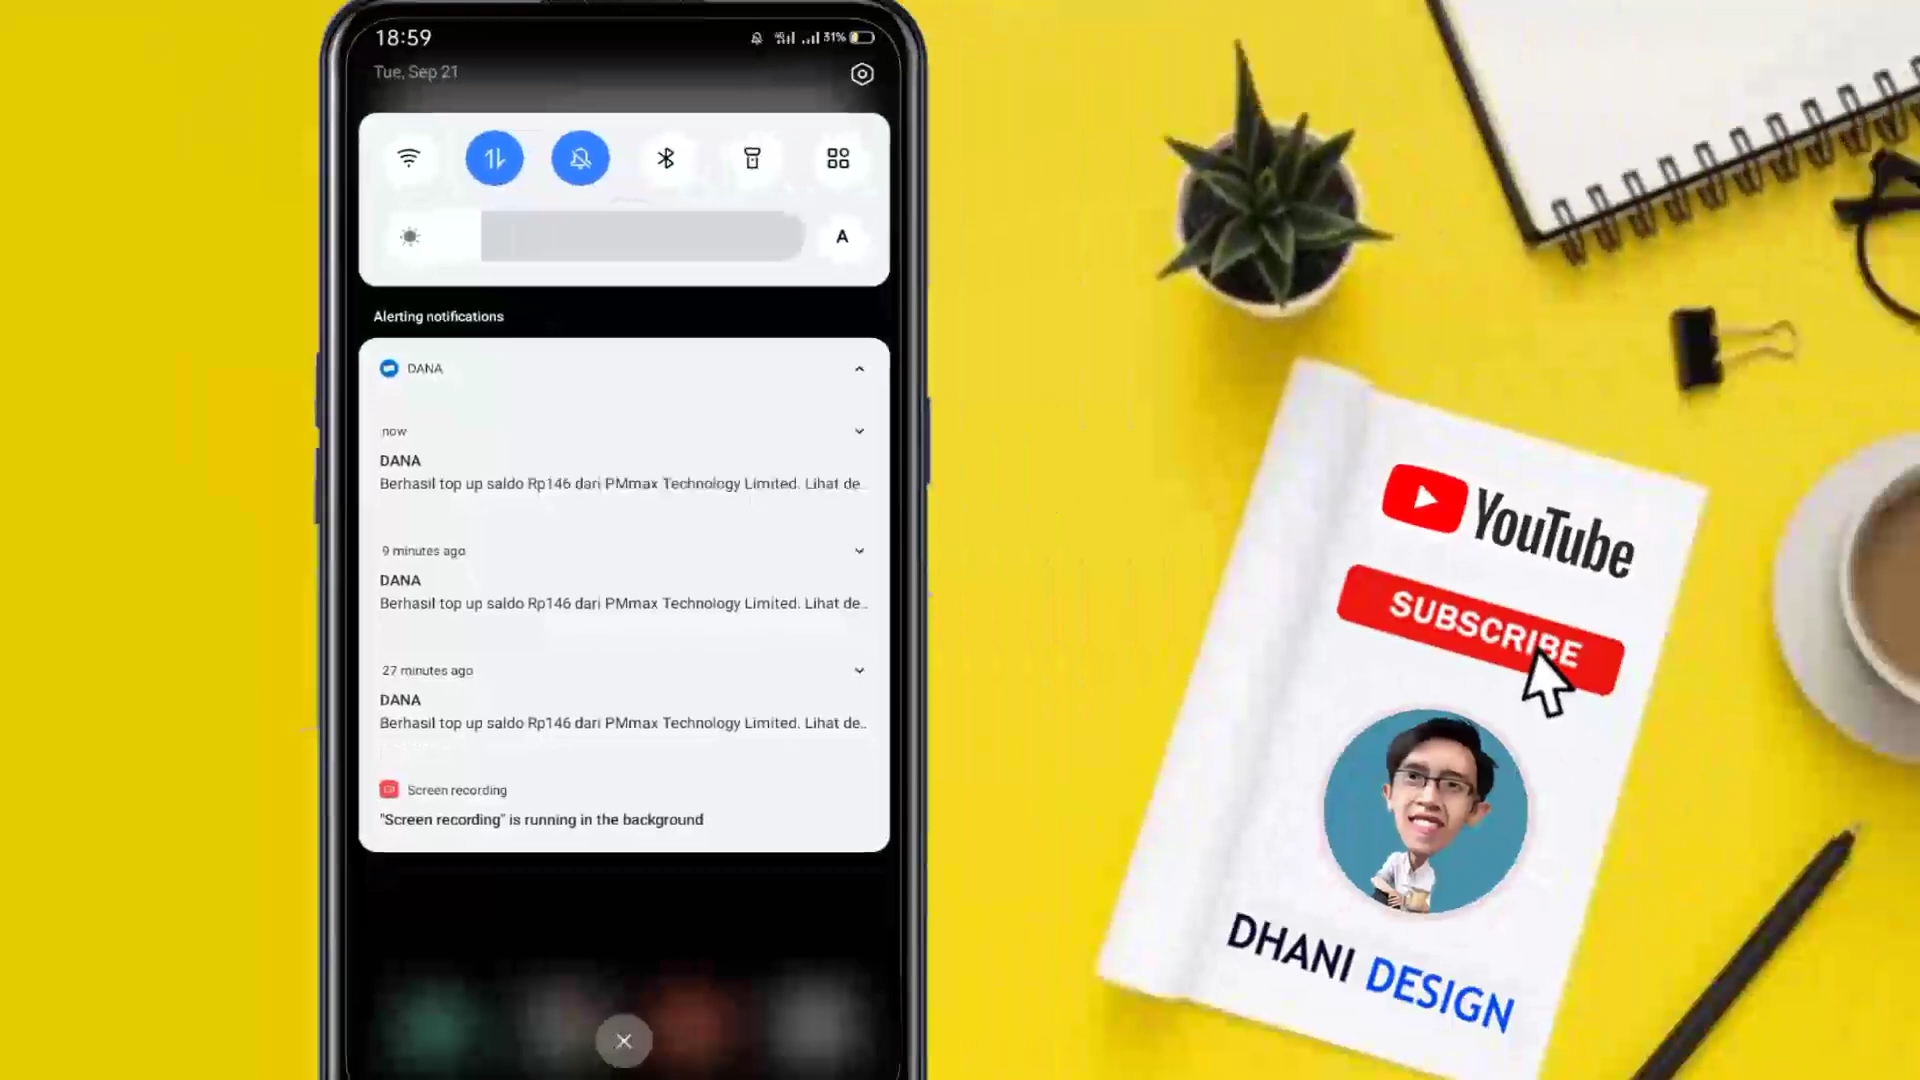 18:59
31%
Tue, Sep 21
A
Alerting notifications
DANA
now
DANA
Berhasil top up saldo Rp146 dari PMmax Technology Limited. Lihat de..
9 minutes ago
DANA
Berhasil top up saldo Rp146 dari PMmax Technology Limited. Lihat de..
27 minutes ago
DANA
Berhasil top up saldo Rp146 dari PMmax Technology Limited. Lihat de..
Screen recording
"Screen recording" is running in the background
YouTube
SUBSCRIBE
DHANI DESIGN